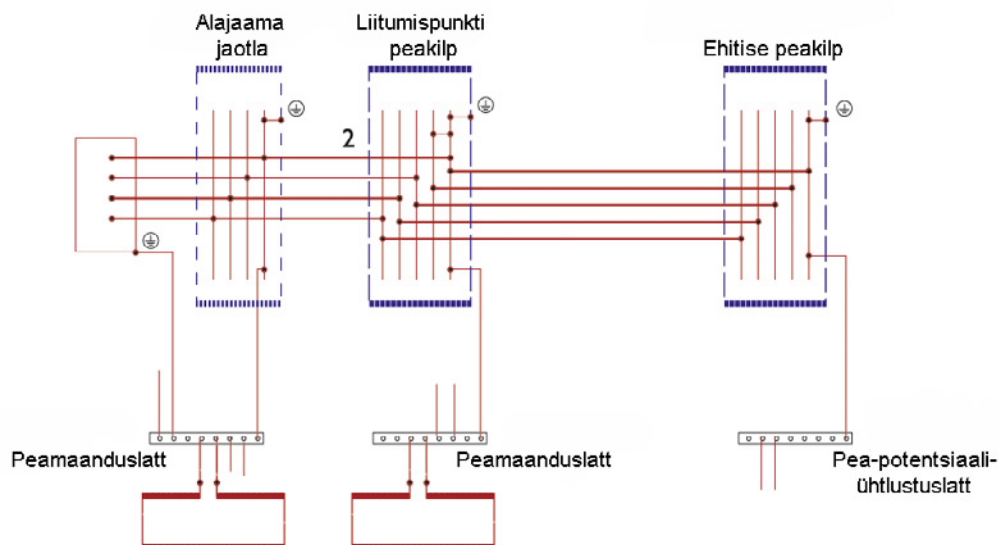 Alajaama
jaotla
Liitumispunkti
peakilp
Ehitise peakilp
2
Peamaanduslatt
Peamaanduslatt
Pea-potentsiaali-
ühtlustuslatt